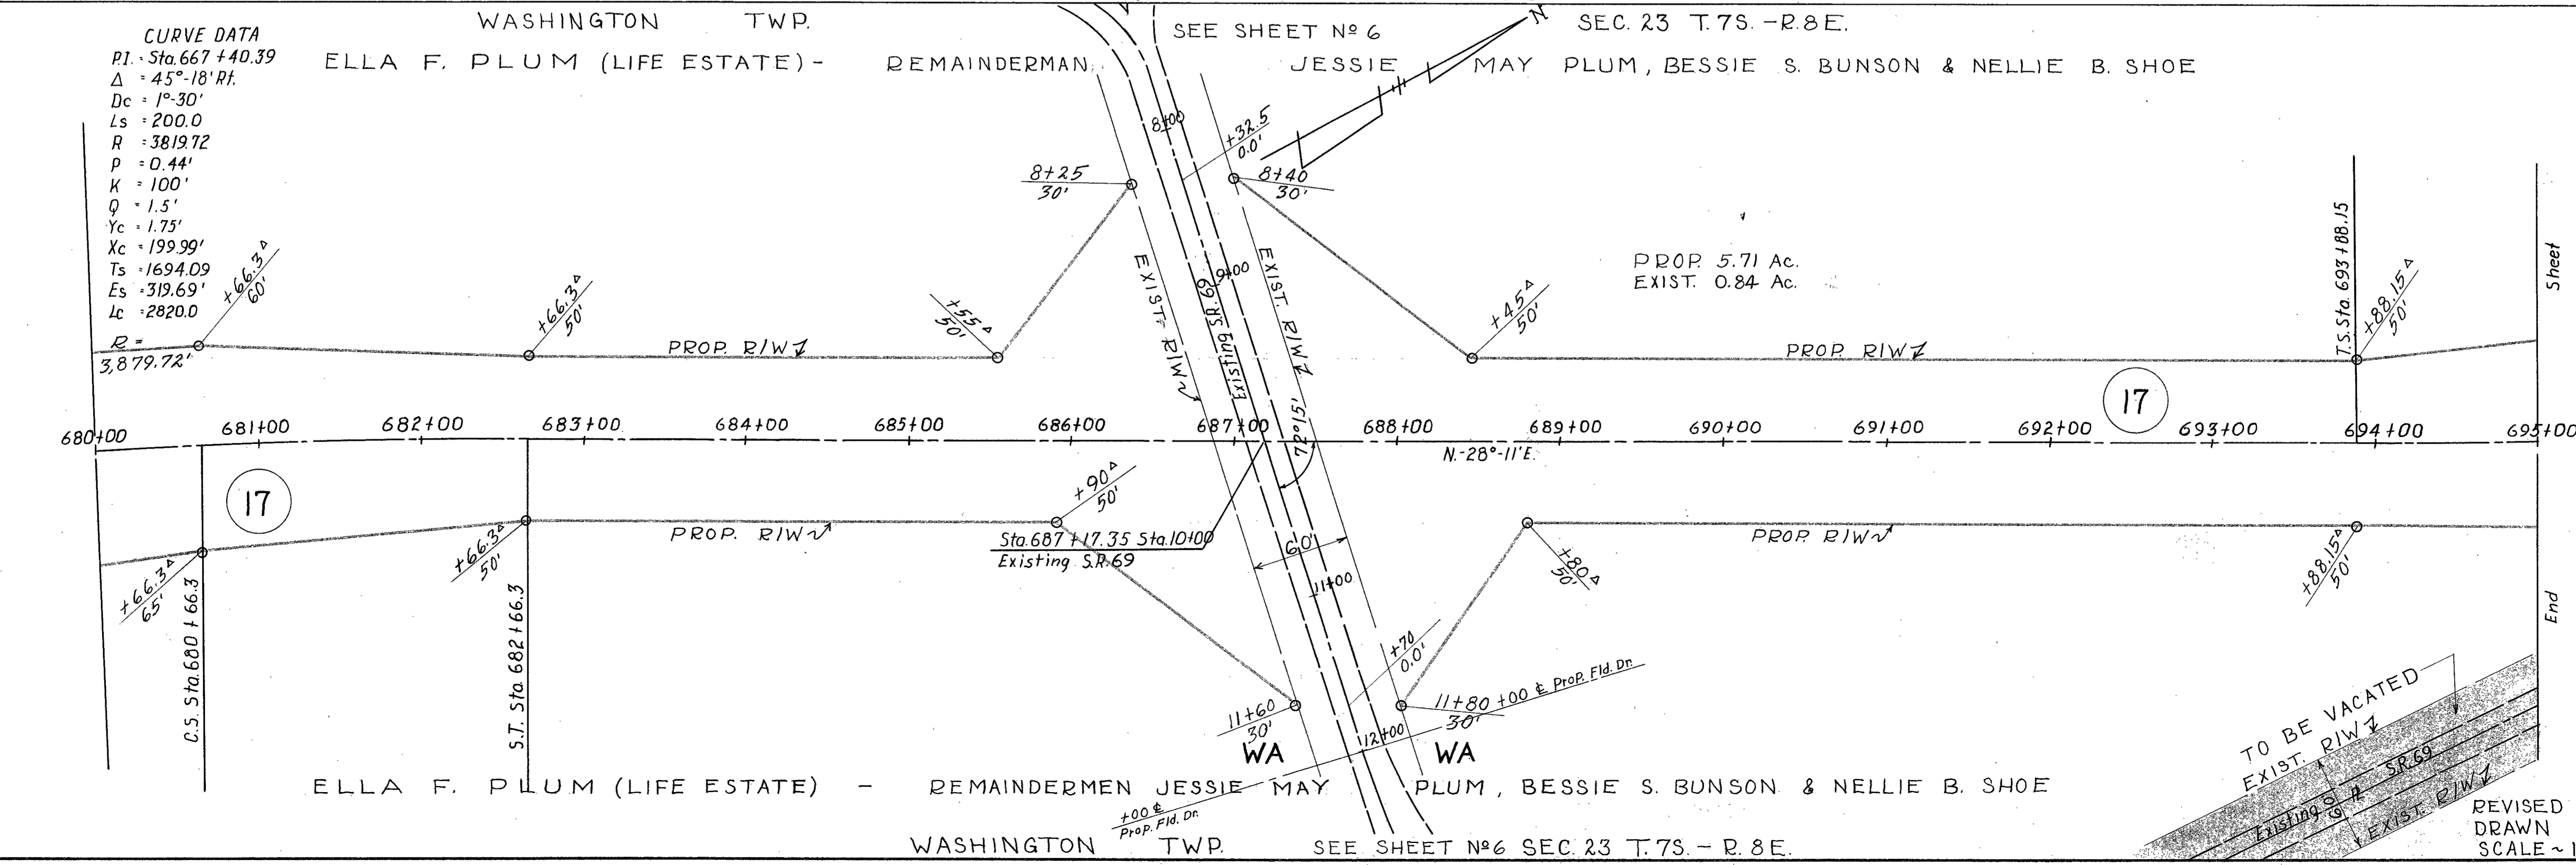 WASHINGTON TWP.
SEE SHEET Nº 6
N
SEC. 23 T. 7S. - R. 8 E.
ELLA F. PLUM (LIFE ESTATE) - REMAINDERMAN JESSIE MAY PLUM, BESSIE S. BUNSON & NELLIE B. SHOE
CURVE DATA
P.I. = Sta. 667 + 40.39
Δ = 45°-18' Rt.
Dc = 1°-30'
Ls = 200.0
R = 3819.72
P = 0.44'
K = 100'
Q = 1.5'
Yc = 1.75'
Xc = 199.99'
Ts = 1694.09
Es = 319.69'
Lc = 2820.0
R =
3,879.72'
+66.3 Δ
60'
+66.3 Δ
50'
PROP. R/W
+55 Δ
50'
8+25
30'
8+00
+32.5
0.0'
8+40
30'
EXIST. R/W
Existing S.R. 69
9+00
EXIST. R/W
+45 Δ
50'
PROP. 5.71 Ac.
EXIST. 0.84 Ac.
PROP. R/W
T.S. Sta. 693 + 88.15
+88.15 Δ
50'
Sheet
17
680+00 681+00 682+00 683+00 684+00 685+00 686+00 687+00 688+00 689+00 690+00 691+00 692+00 693+00 694+00 695+00
72°15'
N.-28°-11' E.
17
+66.3 Δ
65'
C.S. Sta. 680 + 66.3
+66.3 Δ
50'
S.T. Sta. 682 + 66.3
PROP. R/W
+90 Δ
50'
Sta. 687 + 17.35 Sta. 10+00
Existing S.R. 69
60'
11+00
+80 Δ
50'
PROP. R/W
+88.15 Δ
50'
End
+70
0.0'
11+60
30'
11+80 +00 ℄ Prop. Fld. Dr.
30'
12+00
WA WA
TO BE VACATED
EXIST. R/W
Existing S.R. 69
60'
EXIST. R/W
ELLA F. PLUM (LIFE ESTATE) - REMAINDERMEN JESSIE MAY PLUM, BESSIE S. BUNSON & NELLIE B. SHOE
+00 ℄
Prop. Fld. Dr.
WASHINGTON TWP. SEE SHEET Nº 6 SEC. 23 T. 7S. - R. 8 E.
REVISED
DRAWN
SCALE ~